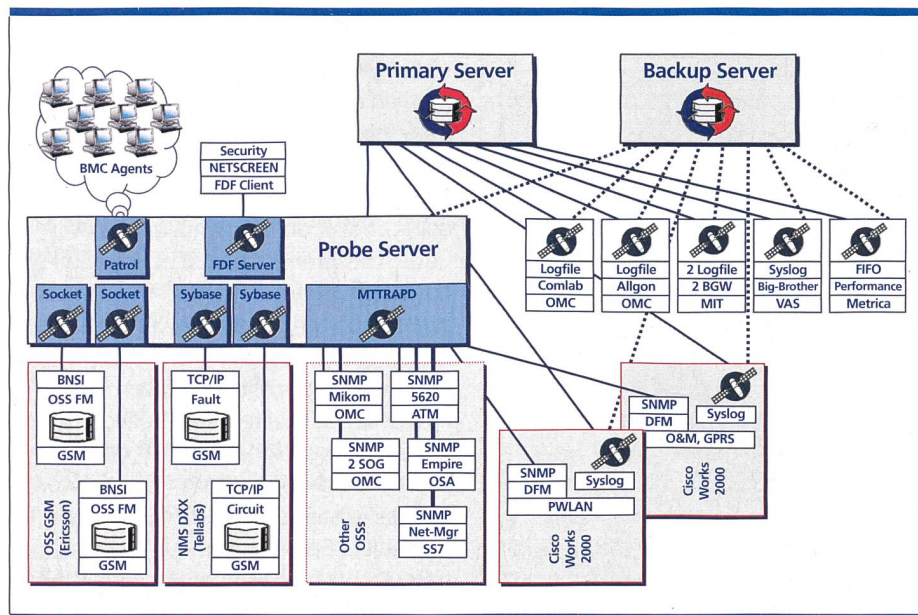 Primary Server
Backup Server
BMC Agents
Security
NETSCREEN
FDF Client
Probe Server
Patrol
FDF Server
Socket
Socket
Sybase
Sybase
MTTRAPD
Logfile
Comlab
OMC
Logfile
Allgon
OMC
2 Logfile
2 BGW
MIT
Syslog
Big-Brother
VAS
FIFO
Performance
Metrica
BNSI
OSS FM
GSM
BNSI
OSS FM
GSM
OSS GSM
(Ericsson)
TCP/IP
Fault
GSM
TCP/IP
Circuit
GSM
NMS DXX
(Tellabs)
SNMP
Mikom
OMC
SNMP
5620
ATM
SNMP
2 SOG
OMC
SNMP
Empire
OSA
SNMP
Net-Mgr
SS7
Other
OSSs
SNMP
DFM
Syslog
PWLAN
Cisco
Works
2000
SNMP
DFM
Syslog
O&M, GPRS
Cisco
Works
2000